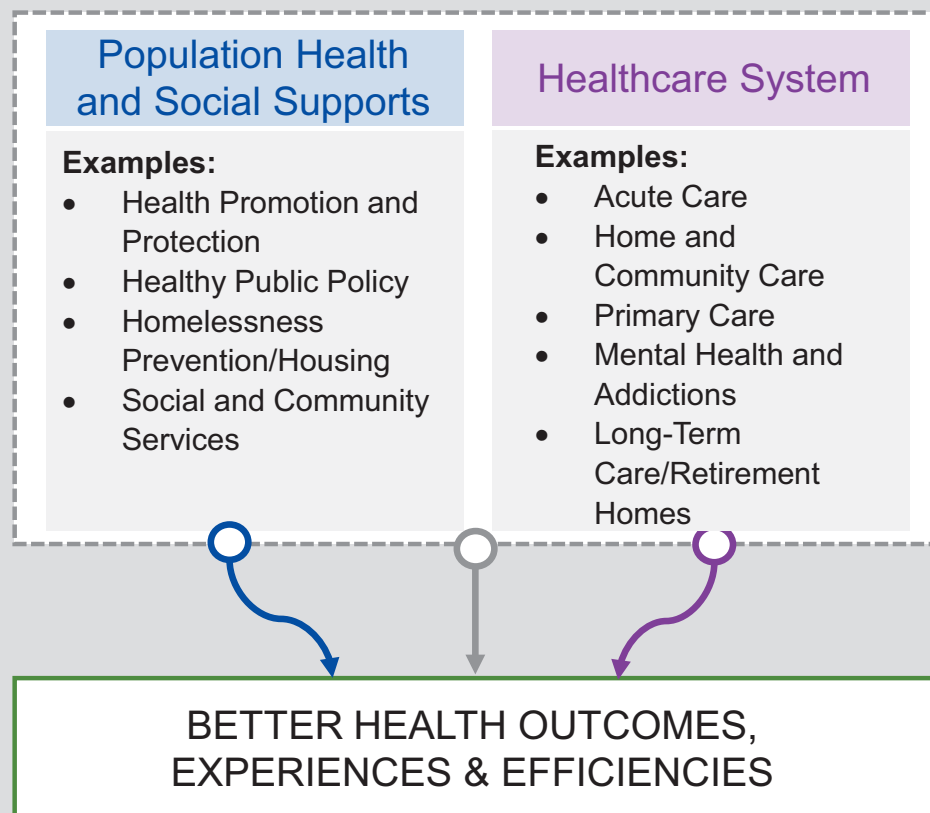 Population Health
and Social Supports
Examples:
• Health Promotion and
Protection
• Healthy Public Policy
• Homelessness
Prevention/Housing
• Social and Community
Services
Healthcare System
Examples:
• Acute Care
• Home and
Community Care
• Primary Care
• Mental Health and
Addictions
• Long-Term
Care/Retirement
Homes
BETTER HEALTH OUTCOMES,
EXPERIENCES & EFFICIENCIES